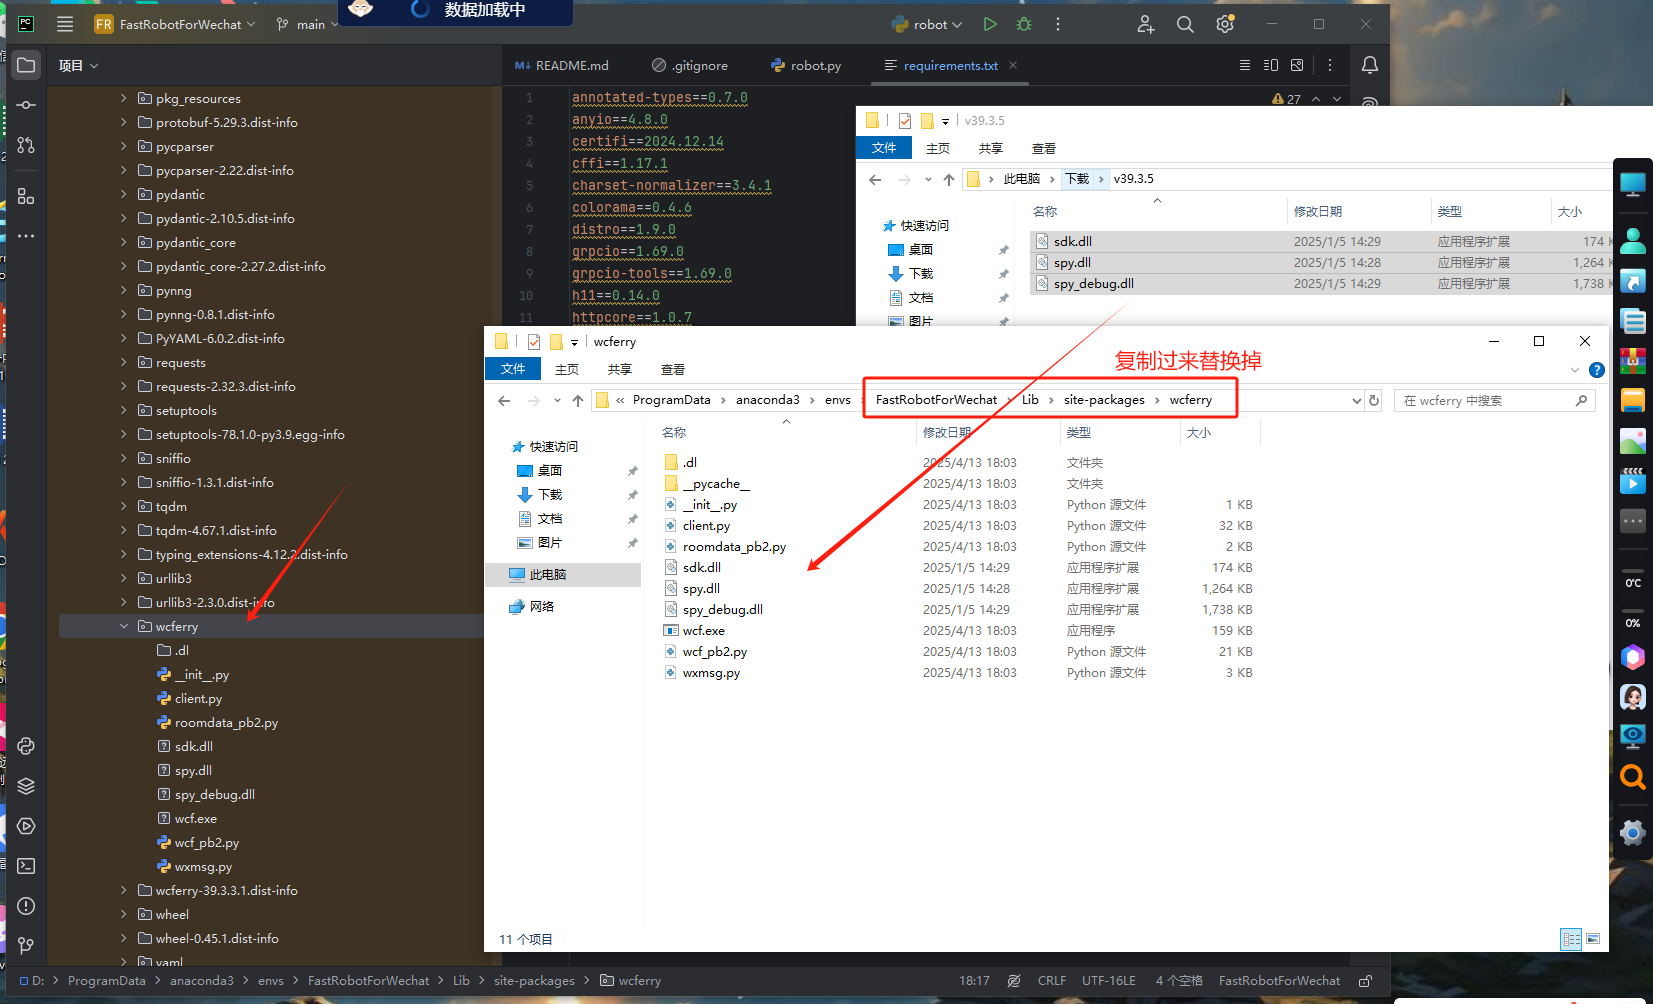 PC
FR FastRobotForWechat
main
数据加载中
robot
项目
README.md
.gitignore
robot.py
requirements.txt
pkg_resources
protobuf-5.29.3.dist-info
pycparser
pycparser-2.22.dist-info
pydantic
pydantic-2.10.5.dist-info
pydantic_core
pydantic_core-2.27.2.dist-info
pynng
pynng-0.8.1.dist-info
PyYAML-6.0.2.dist-info
requests
requests-2.32.3.dist-info
setuptools
setuptools-78.1.0-py3.9.egg-info
sniffio
sniffio-1.3.1.dist-info
tqdm
tqdm-4.67.1.dist-info
typing_extensions-4.12.2.dist-info
urllib3
urllib3-2.3.0.dist-info
wcferry
.dl
__init__.py
client.py
roomdata_pb2.py
sdk.dll
spy.dll
spy_debug.dll
wcf.exe
wcf_pb2.py
wxmsg.py
wcferry-39.3.3.1.dist-info
wheel
wheel-0.45.1.dist-info
yaml
1 annotated-types==0.7.0
2 anyio==4.8.0
3 certifi==2024.12.14
4 cffi==1.17.1
5 charset-normalizer==3.4.1
6 colorama==0.4.6
7 distro==1.9.0
8 grpcio==1.69.0
9 grpcio-tools==1.69.0
10 h11==0.14.0
11 httpcore==1.0.7
27
v39.3.5
文件 主页 共享 查看
此电脑 下载 v39.3.5
快速访问
桌面
下载
文档
图片
名称 修改日期 类型 大小
sdk.dll 2025/1/5 14:29 应用程序扩展 174 K
spy.dll 2025/1/5 14:28 应用程序扩展 1,264 K
spy_debug.dll 2025/1/5 14:29 应用程序扩展 1,738 K
wcferry
复制过来替换掉
文件 主页 共享 查看
« ProgramData anaconda3 envs FastRobotForWechat Lib site-packages wcferry
在 wcferry 中搜索
快速访问
桌面
下载
文档
图片
此电脑
网络
名称 修改日期 类型 大小
.dl 2025/4/13 18:03 文件夹
__pycache__ 2025/4/13 18:03 文件夹
__init__.py 2025/4/13 18:03 Python 源文件 1 KB
client.py 2025/4/13 18:03 Python 源文件 32 KB
roomdata_pb2.py 2025/4/13 18:03 Python 源文件 2 KB
sdk.dll 2025/1/5 14:29 应用程序扩展 174 KB
spy.dll 2025/1/5 14:28 应用程序扩展 1,264 KB
spy_debug.dll 2025/1/5 14:29 应用程序扩展 1,738 KB
wcf.exe 2025/4/13 18:03 应用程序 159 KB
wcf_pb2.py 2025/4/13 18:03 Python 源文件 21 KB
wxmsg.py 2025/4/13 18:03 Python 源文件 3 KB
11 个项目
0℃
0%
D: ProgramData anaconda3 envs FastRobotForWechat Lib site-packages wcferry
18:17 CRLF UTF-16LE 4 个空格 FastRobotForWechat